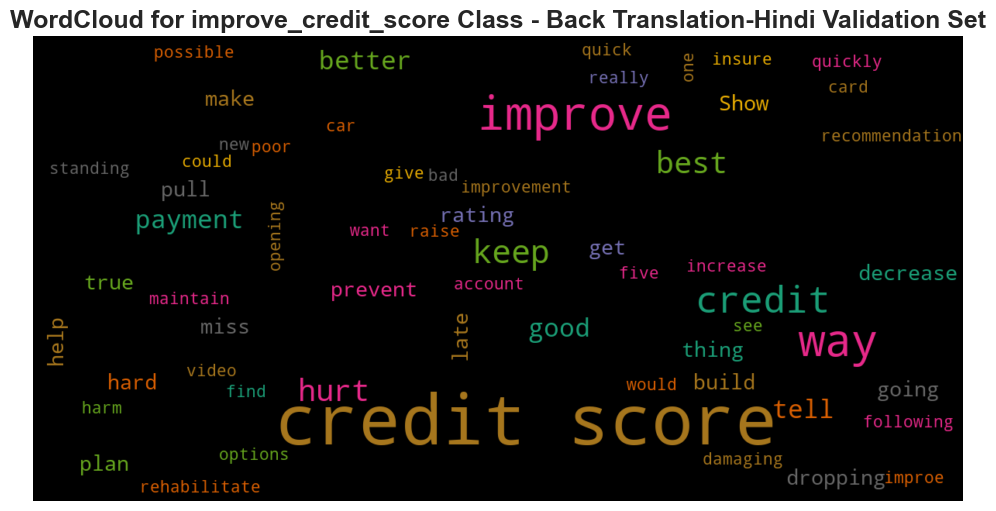 WordCloud for improve_credit_score Class - Back Translation-Hindi Validation Set
possible
better
quick
really
one
insure
quickly
card
make
improve
Show
recommendation
car
new
poor
standing
could
pull
give
bad
improvement
best
payment
opening
rating
want
raise
keep
get
five
increase
decrease
true
maintain
prevent
account
credit
miss
late
good
see
way
help
thing
hard
video
find
hurt
would
build
going
harm
credit score
tell
following
plan
options
damaging
rehabilitate
dropping
improe